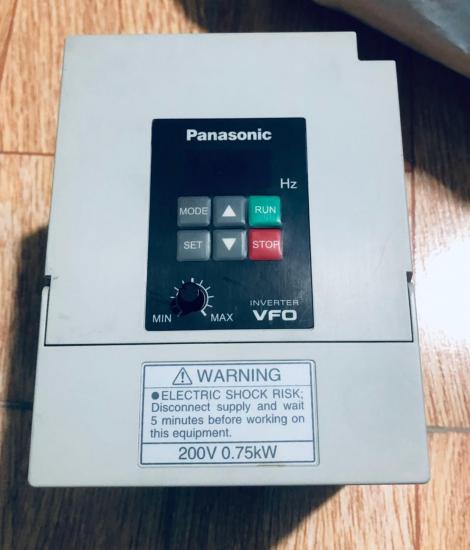 Panasonic
Hz
MODE ▲ RUN
SET ▼ STOP
MIN MAX
INVERTER
VFO
⚠ WARNING
●ELECTRIC SHOCK RISK;
Disconnect supply and wait
5 minutes before working on
this equipment.
200V 0.75kW